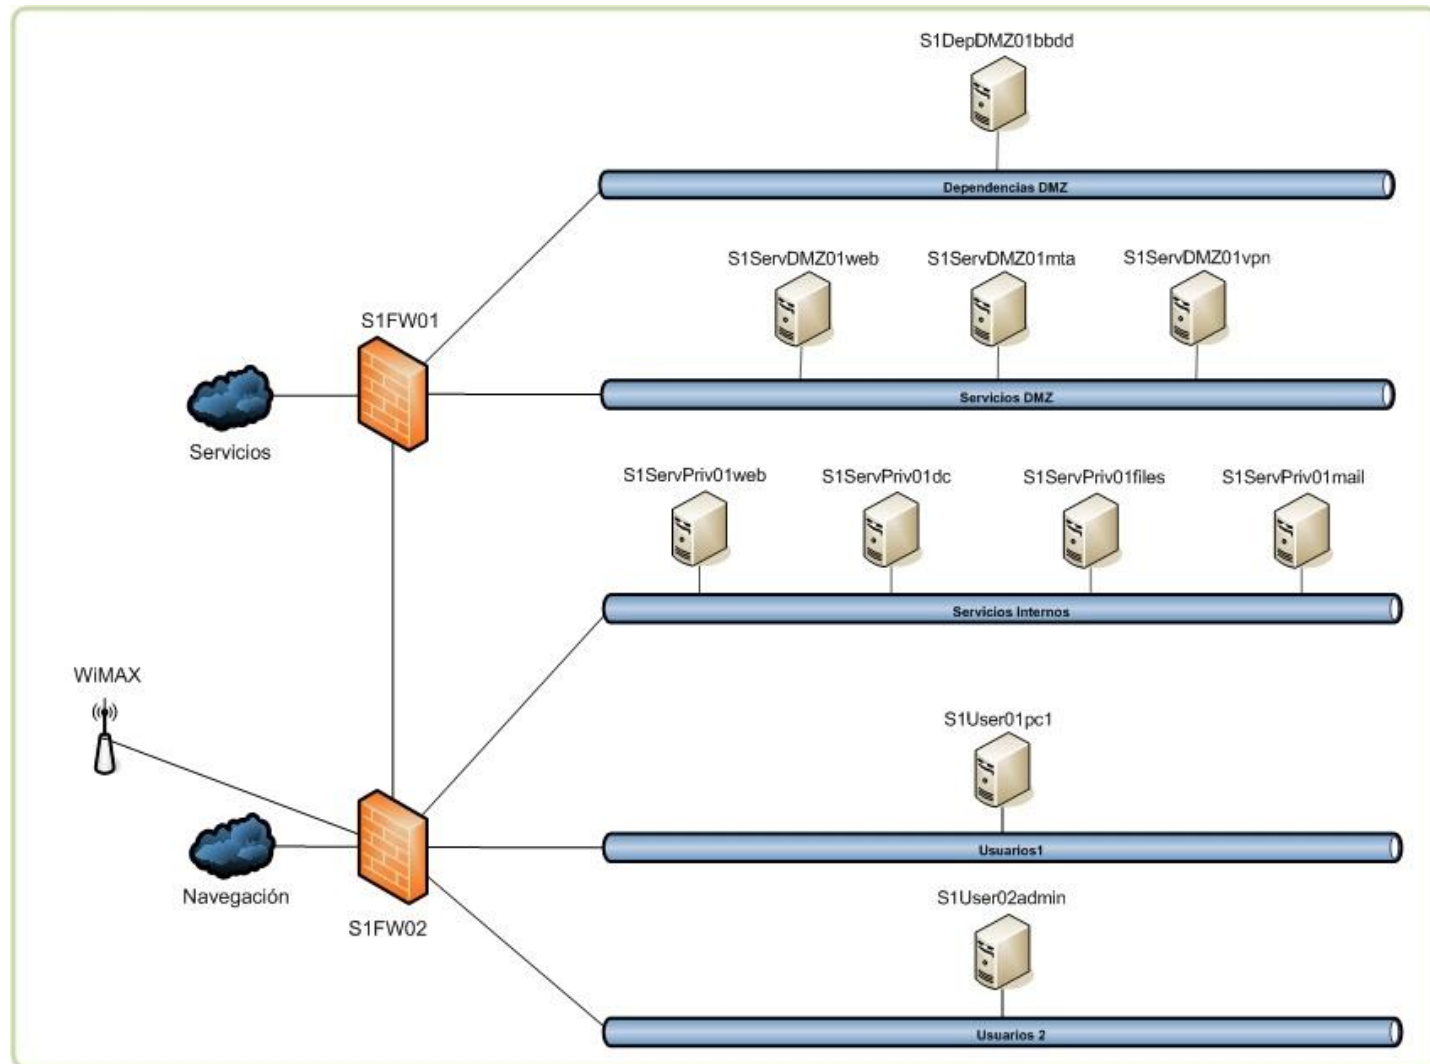 S1DepDMZ01bbdd
Dependencias DMZ
S1ServDMZ01web
S1ServDMZ01mta
S1ServDMZ01vpn
S1FW01
Servicios DMZ
Servicios
S1ServPriv01web
S1ServPriv01dc
S1ServPriv01files
S1ServPriv01mail
Servicios Internos
WiMAX
S1User01pc1
Usuarios1
Navegación
S1User02admin
S1FW02
Usuarios 2